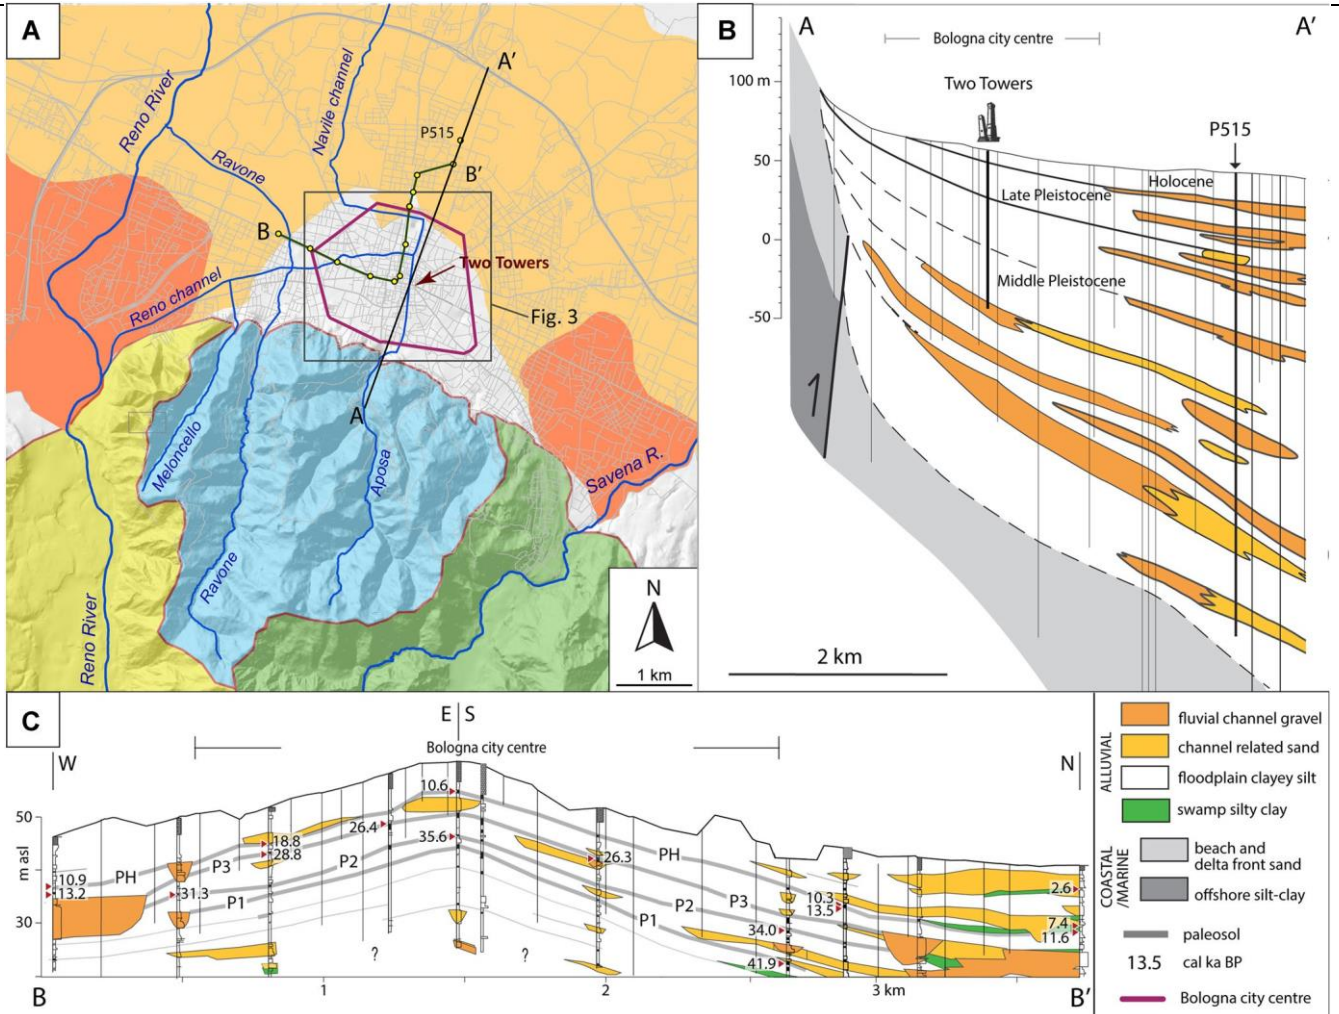 A
Reno River
Ravone
Navile channel
A′
P515
B′
B
Two Towers
Reno channel
Fig. 3
A
Meloncello
Aposa
Savena R.
Ravone
Reno River
N
1 km
B
A
A′
Bologna city centre
100 m
Two Towers
P515
50
Holocene
Late Pleistocene
0
Middle Pleistocene
-50
2 km
C
E S
Bologna city centre
W
N
50
m asl
30
10.9
13.2
PH
P3
31.3
P1
18.8
28.8
P2
26.4
10.6
35.6
26.3
PH
P3
P2
P1
34.0
41.9
10.3
13.5
2.6
7.4
11.6
?
?
B
1
2
3 km
B′
ALLUVIAL
fluvial channel gravel
channel related sand
floodplain clayey silt
swamp silty clay
COASTAL
/MARINE
beach and
delta front sand
offshore silt-clay
paleosol
13.5 cal ka BP
Bologna city centre